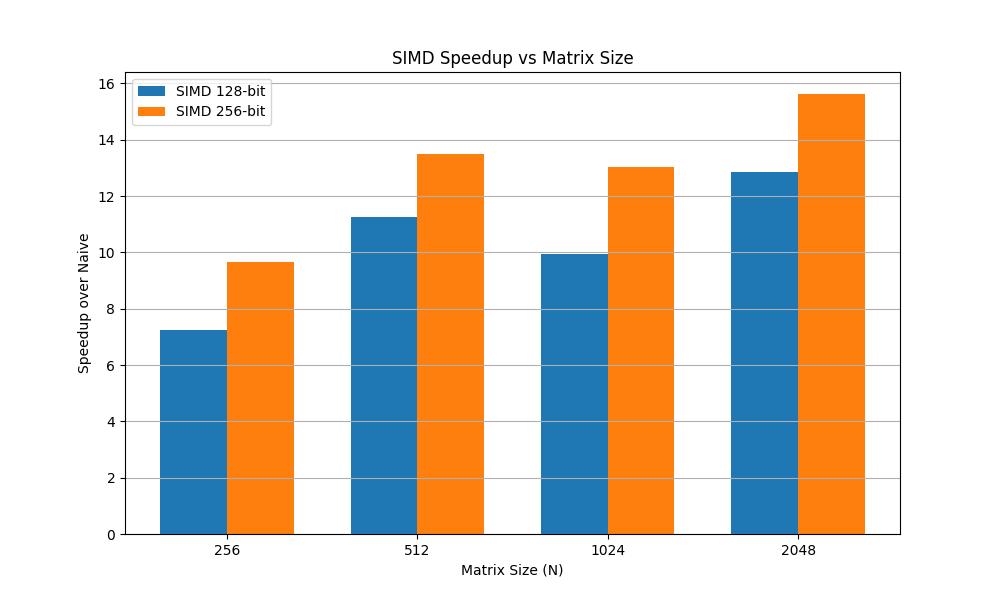 SIMD Speedup vs Matrix Size
SIMD 128-bit
SIMD 256-bit
Speedup over Naive
16
14
12
10
8
6
4
2
0
256 512 1024 2048
Matrix Size (N)